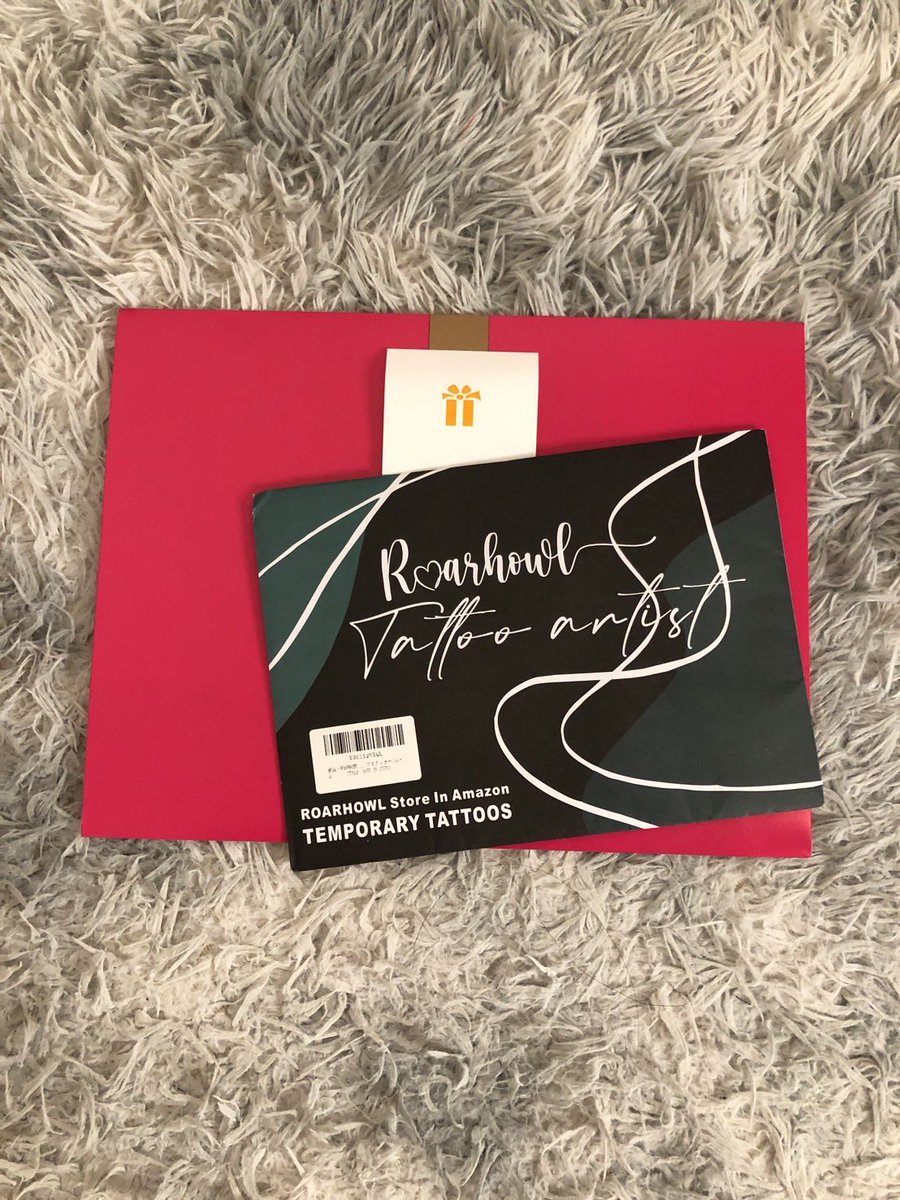 Roarhowl
Tattoo artist
ROARHOWL Store In Amazon
TEMPORARY TATTOOS